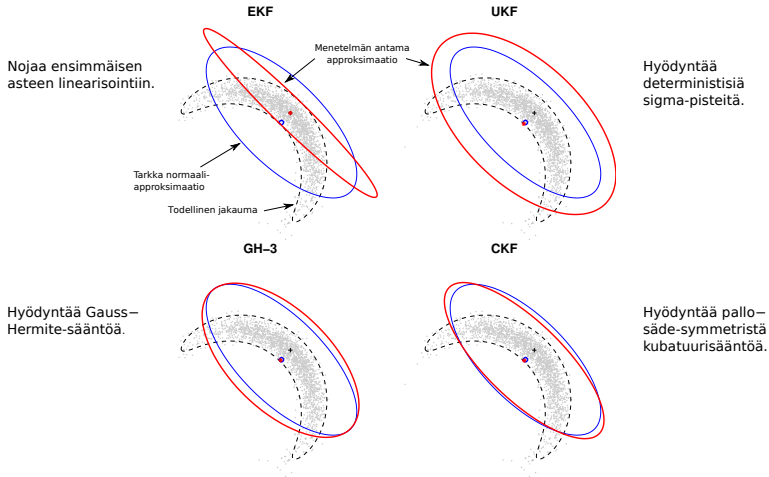 EKF
UKF
Nojaa ensimmäisen
asteen linearisointiin.
Menetelmän antama
approksimaatio
Hyödyntää
deterministisiä
sigma-pisteitä.
Tarkka normaali-
approksimaatio
Todellinen jakauma
GH−3
CKF
Hyödyntää Gauss−
Hermite-sääntöä.
Hyödyntää pallo−
säde-symmetristä
kubatuurisääntöä.